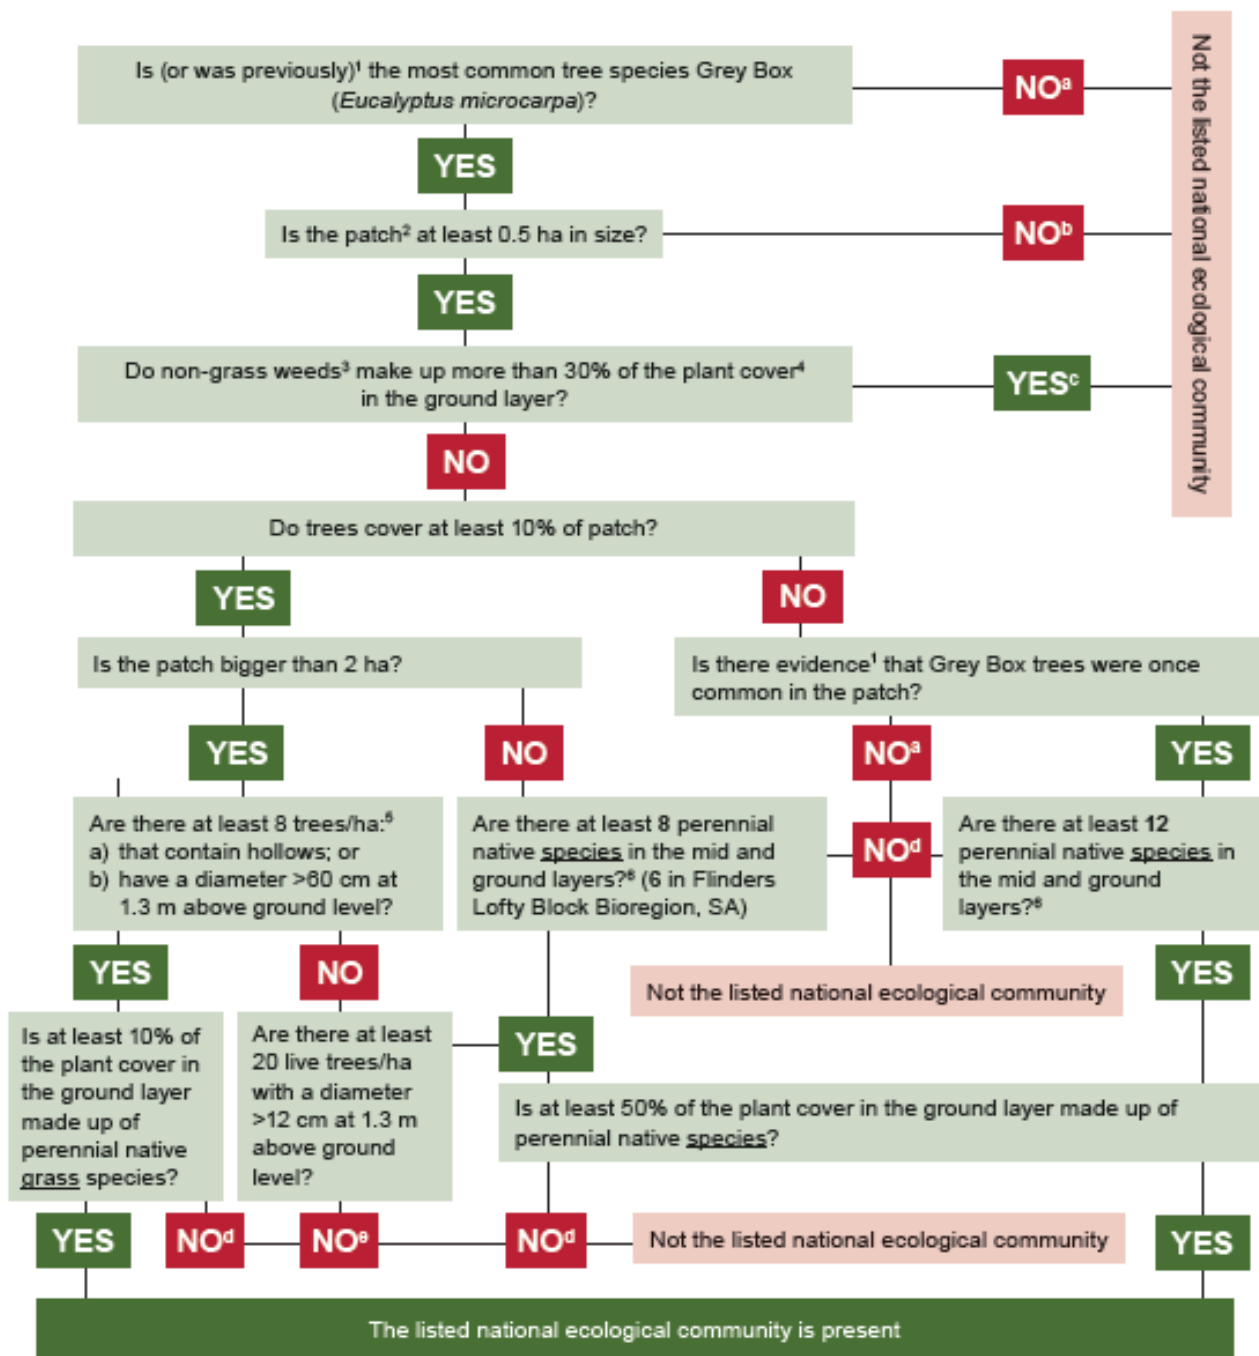 Is (or was previously)¹ the most common tree species Grey Box
(Eucalyptus microcarpa)?
NOᵃ
Not the listed national ecological community
YES
Is the patch² at least 0.5 ha in size?
NOᵇ
YES
Do non-grass weeds³ make up more than 30% of the plant cover⁴
in the ground layer?
YESᶜ
NO
Do trees cover at least 10% of patch?
YES
NO
Is the patch bigger than 2 ha?
Is there evidence¹ that Grey Box trees were once
common in the patch?
YES
NO
NOᵃ
YES
Are there at least 8 trees/ha:⁵
a) that contain hollows; or
b) have a diameter >60 cm at
1.3 m above ground level?
Are there at least 8 perennial
native species in the mid and
ground layers?⁶ (6 in Flinders
Lofty Block Bioregion, SA)
NOᵈ
Are there at least 12
perennial native species in
the mid and ground
layers?⁶
YES
NO
Not the listed national ecological community
YES
Is at least 10% of
the plant cover in
the ground layer
made up of
perennial native
grass species?
Are there at least
20 live trees/ha
with a diameter
>12 cm at 1.3 m
above ground
level?
YES
Is at least 50% of the plant cover in the ground layer made up of
perennial native species?
YES
NOᵈ
NOᵉ
NOᵈ
Not the listed national ecological community
YES
The listed national ecological community is present